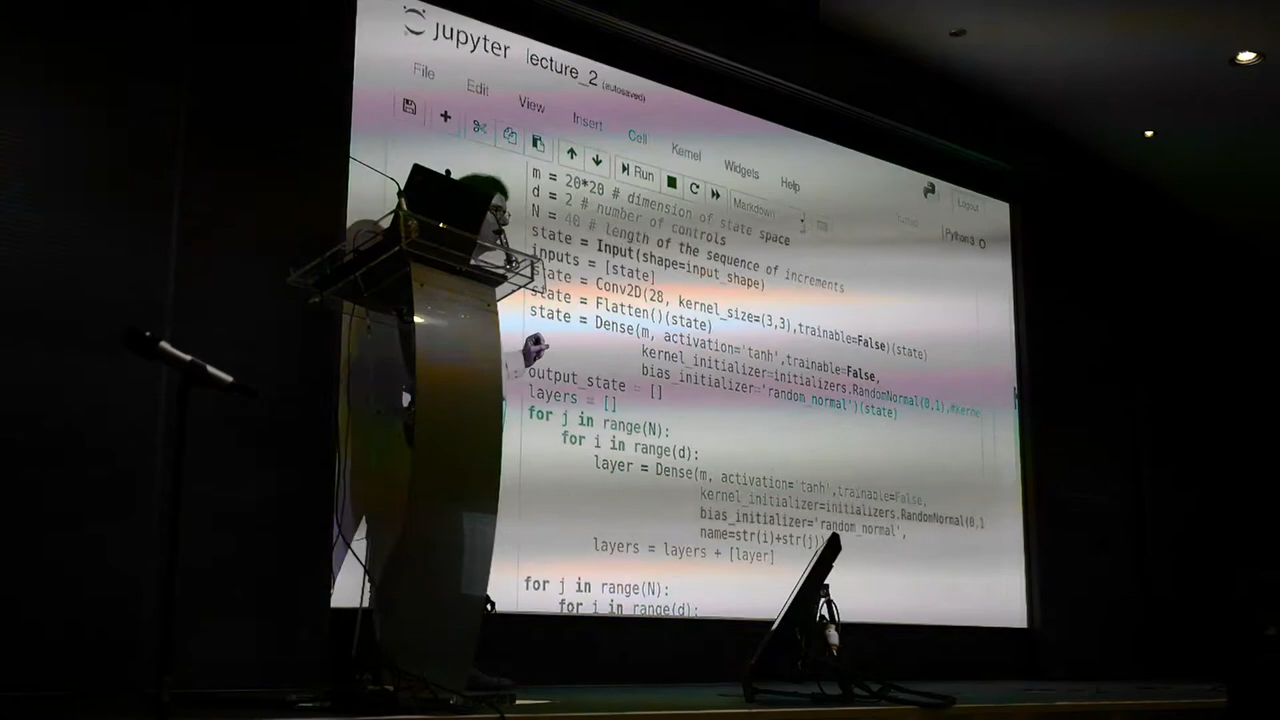 jupyter lecture_2 (autosaved)
File Edit View Insert Cell Kernel Widgets Help
Run Markdown Logout
Python 3 O
m = 20*20 # dimension of state space
d = 2 # number of controls
N = 40 # length of the sequence of increments
state = Input(shape=input_shape)
inputs = [state]
state = Conv2D(28, kernel_size=(3,3),trainable=False)(state)
state = Flatten()(state)
state = Dense(m, activation='tanh',trainable=False,
kernel_initializer=initializers.RandomNormal(0,1),#kerne
bias_initializer='random_normal')(state)
output_state = []
layers = []
for j in range(N):
for i in range(d):
layer = Dense(m, activation='tanh',trainable=False,
kernel_initializer=initializers.RandomNormal(0,1
bias_initializer='random_normal',
name=str(i)+str(j))
layers = layers + [layer]
for j in range(N):
for i in range(d):